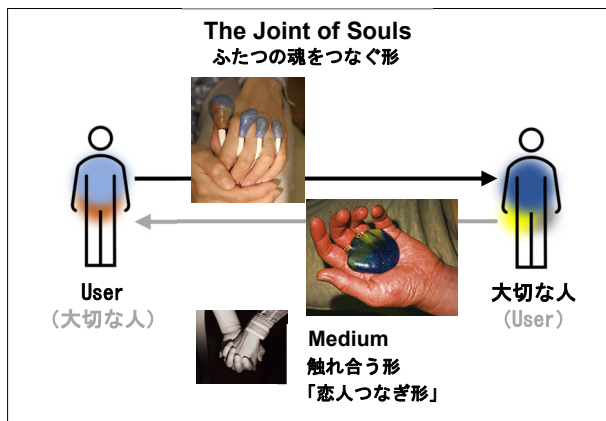 The Joint of Souls
ふたつの魂をつなぐ形
User
(大切な人)
大切な人
(User)
Medium
触れ合う形
「恋人つなぎ形」